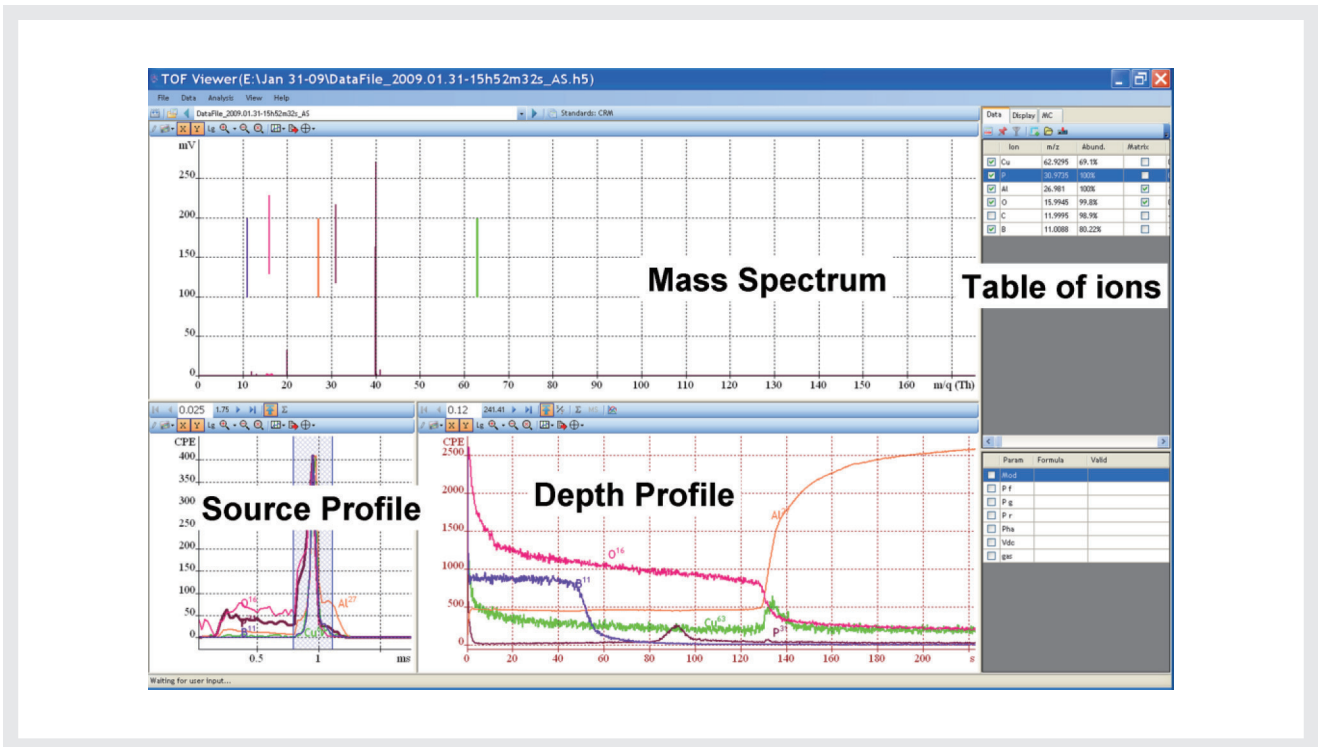 TOF Viewer(E:\Jan 31-09\DataFile_2009.01.31-15h52m32s_AS.h5)
File Data Analysis View Help
DataFile_2009.01.31-15h52m32s_AS Standards: CRM
X Y Lg
mV
250
200
150
100
50
0
0 10 20 30 40 50 60 70 80 90 100 110 120 130 140 150 160 m/q (Th)
Mass Spectrum
Data Display MC
Ion m/z Abund. Matrix
Cu 62.9295 69.1%
P 30.9735 100%
Al 26.981 100%
O 15.9945 99.8%
C 11.9995 98.9%
B 11.0088 80.22%
Table of ions
0.025 1.75 Σ
X Y Lg
CPE
400
350
300
250
200
150
100
50
0
0.5 1 ms
Source Profile
O16
Al27
B11
0.12 241.41 Σ MS
X Y Lg
CPE
2500
2000
1500
1000
500
0
0 20 40 60 80 100 120 140 160 180 200 s
Depth Profile
O16
B11
Cu63
P31
Param Formula Valid
Mod
P f
P g
P r
Pha
Vdc
gas
Waiting for user input...